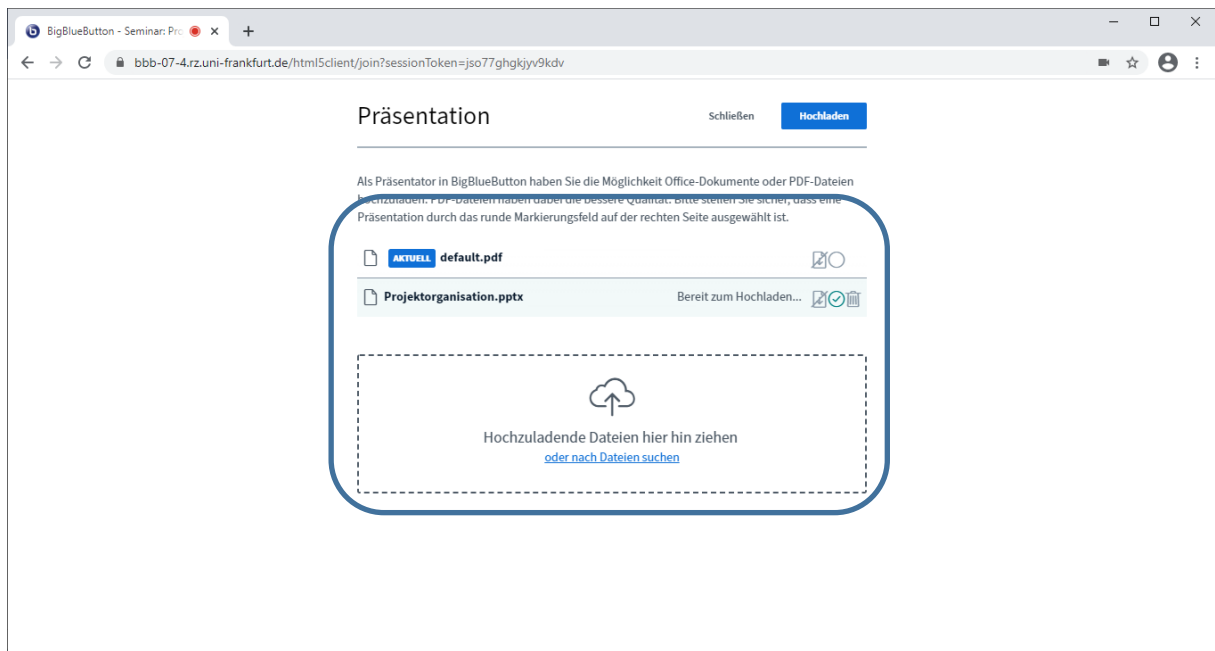 BigBlueButton - Seminar: Pro
bbb-07-4.rz.uni-frankfurt.de/html5client/join?sessionToken=jso77ghgkjyv9kdv
Präsentation
Schließen
Hochladen
Als Präsentator in BigBlueButton haben Sie die Möglichkeit Office-Dokumente oder PDF-Dateien
hochzuladen. PDF-Dateien haben dabei die bessere Qualität. Bitte stellen Sie sicher, dass eine
Präsentation durch das runde Markierungsfeld auf der rechten Seite ausgewählt ist.
AKTUELL default.pdf
Projektorganisation.pptx Bereit zum Hochladen...
Hochzuladende Dateien hier hin ziehen
oder nach Dateien suchen